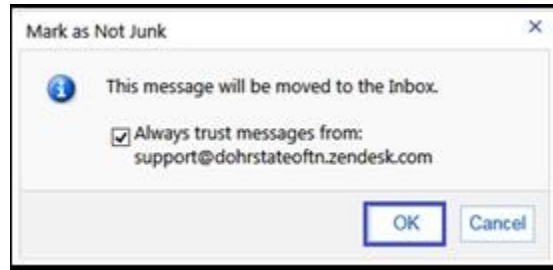 Mark as Not Junk
This message will be moved to the Inbox.
Always trust messages from:
support@dohrstateoftn.zendesk.com
OK Cancel